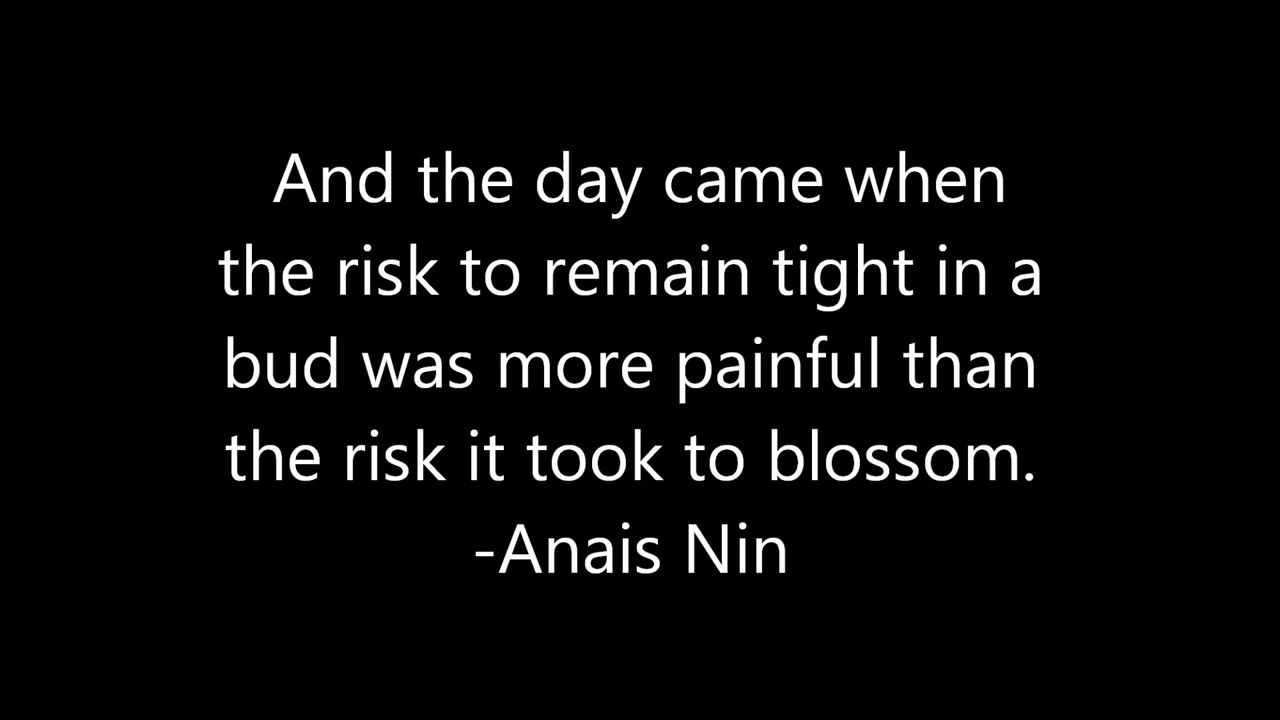 And the day came when
the risk to remain tight in a
bud was more painful than
the risk it took to blossom.
-Anais Nin